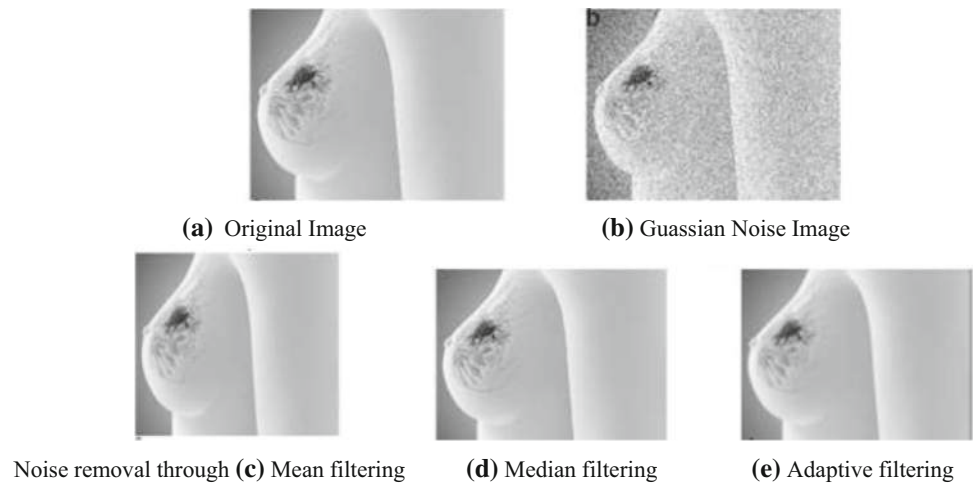 b
(a) Original Image
(b) Guassian Noise Image
Noise removal through (c) Mean filtering
(d) Median filtering
(e) Adaptive filtering